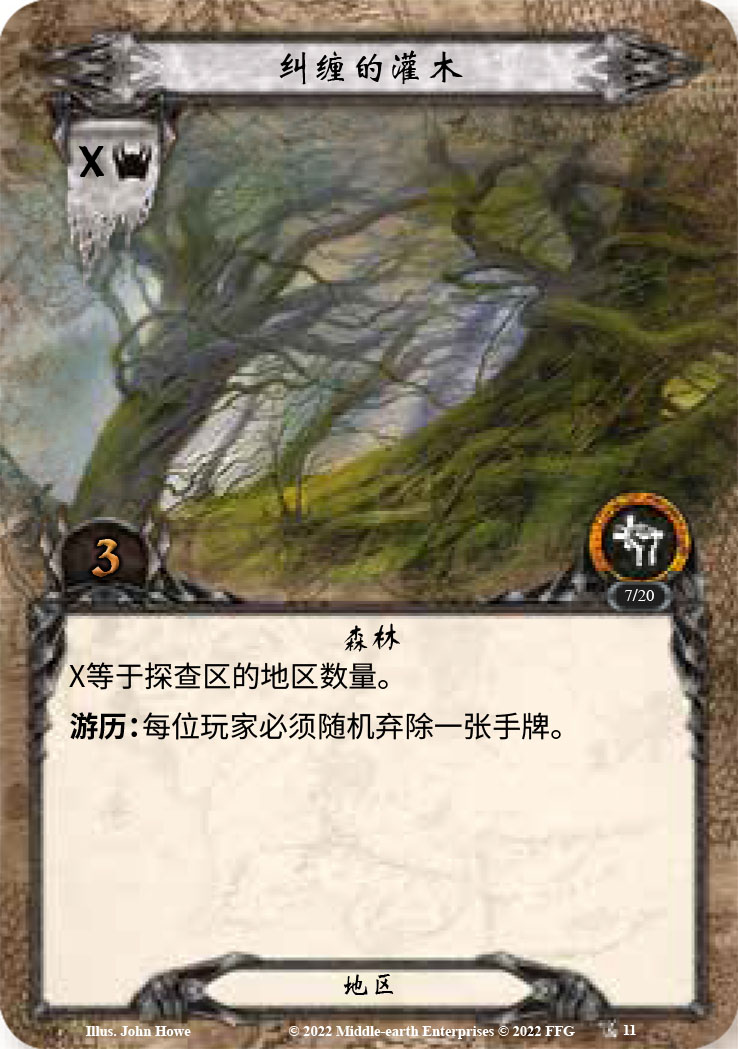 纠缠的灌木
X
3
7/20
森林
X等于探查区的地区数量。
游历：每位玩家必须随机弃除一张手牌。
地区
Illus. John Howe © 2022 Middle-earth Enterprises © 2022 FFG 11